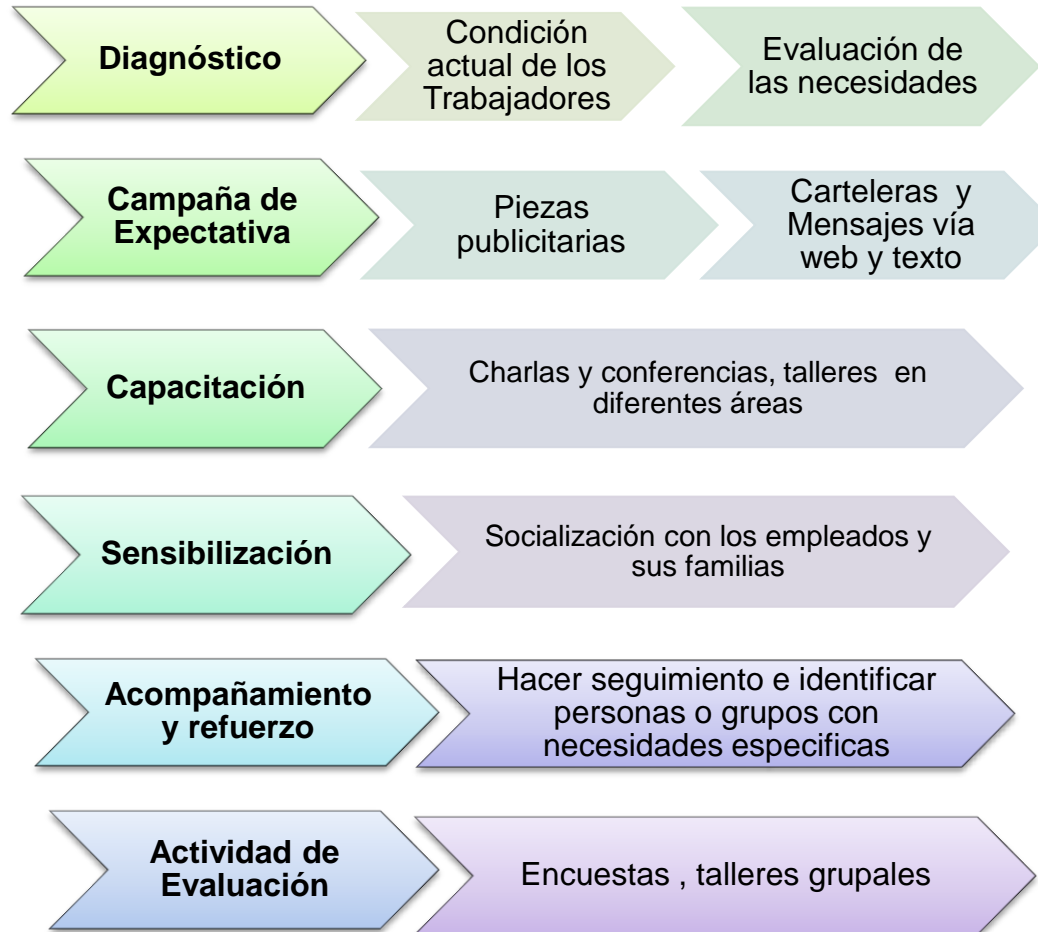 Diagnóstico
Condición
actual de los
Trabajadores
Evaluación de
las necesidades
Campaña de
Expectativa
Piezas
publicitarias
Carteleras y
Mensajes vía
web y texto
Capacitación
Charlas y conferencias, talleres en
diferentes áreas
Sensibilización
Socialización con los empleados y
sus familias
Acompañamiento
y refuerzo
Hacer seguimiento e identificar
personas o grupos con
necesidades especificas
Actividad de
Evaluación
Encuestas , talleres grupales